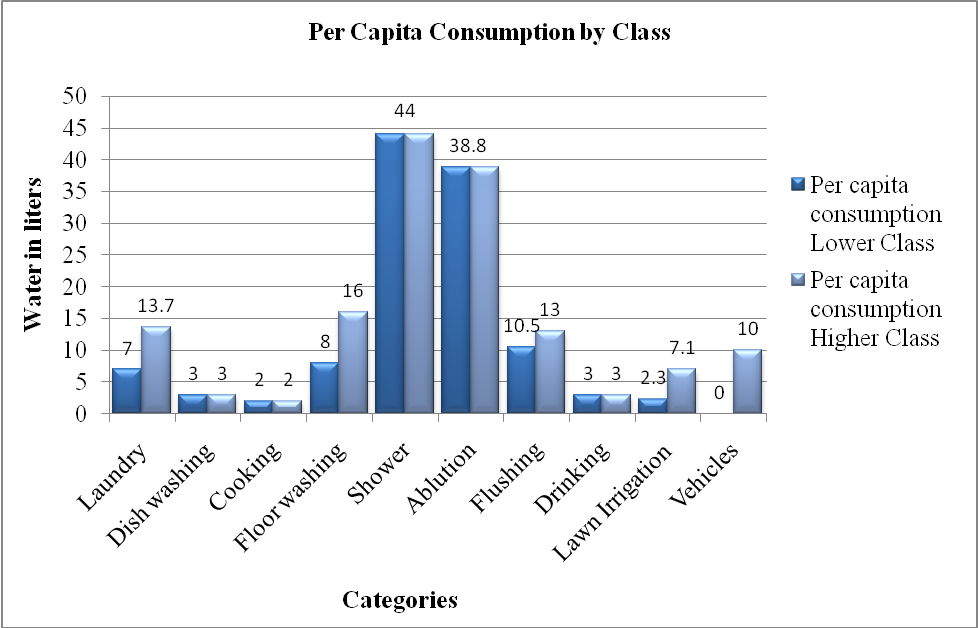 Per Capita Consumption by Class
Water in liters
50
45
40
35
30
25
20
15
10
5
0
7
13.7
3
3
2
2
8
16
44
38.8
10.5
13
3
3
2.3
7.1
0
10
Laundry
Dish washing
Cooking
Floor washing
Shower
Ablution
Flushing
Drinking
Lawn Irrigation
Vehicles
Categories
Per capita
consumption
Lower Class
Per capita
consumption
Higher Class